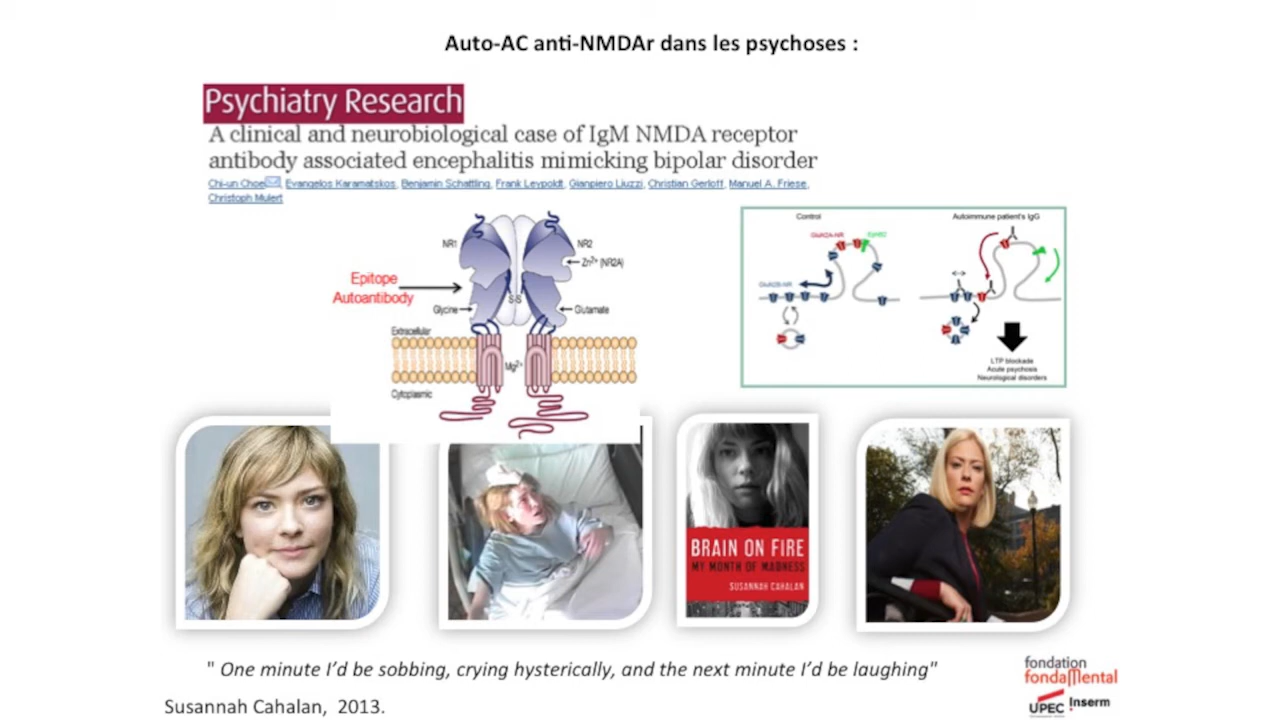 Auto-AC anti-NMDAr dans les psychoses :
Psychiatry Research
A clinical and neurobiological case of IgM NMDA receptor
antibody associated encephalitis mimicking bipolar disorder
Chi-un Choe, Evangelos Karamatskos, Benjamin Schattling, Frank Leypoldt, Gianpiero Liuzzi, Christian Gerloff, Manuel A. Friese,
Christoph Mulert
NR1
NR2
Zn²⁺ (NR2A)
Epitope
Autoantibody
S-S
Glycine
Glutamate
Extracellular
Mg²⁺
Cytoplasmic
Control
Autoimmune patient's IgG
GluN2A-NR
EphB2
GluN2B-NR
LTP blockade
Acute psychosis
Neurological disorders
BRAIN ON FIRE
MY MONTH OF MADNESS
SUSANNAH CAHALAN
" One minute I'd be sobbing, crying hysterically, and the next minute I'd be laughing"
Susannah Cahalan, 2013.
fondation
fondaMental
UPEC
Inserm